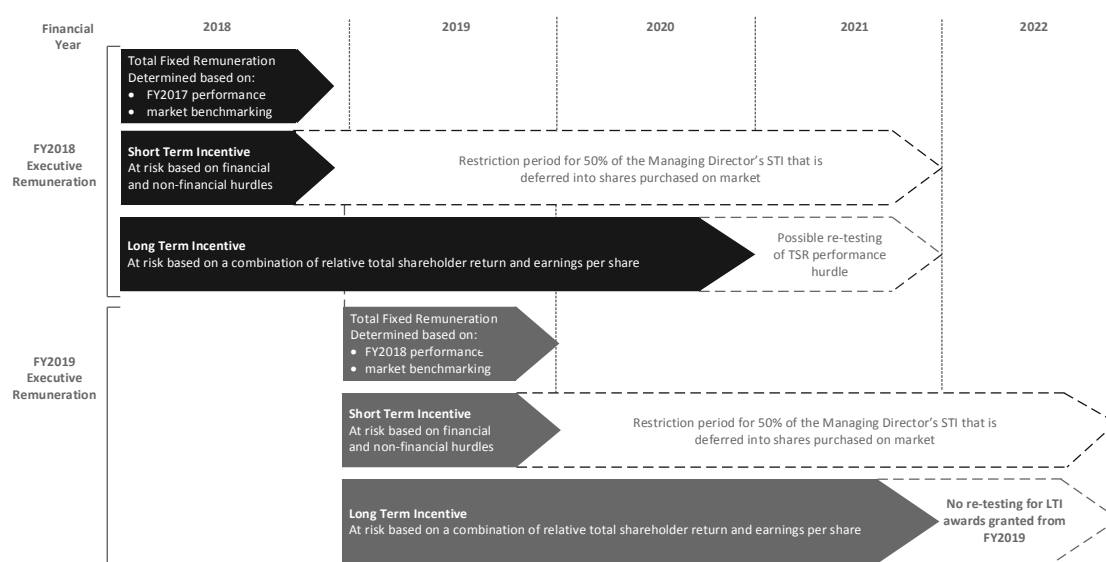 Financial
Year
2018
2019
2020
2021
2022
FY2018
Executive
Remuneration
Total Fixed Remuneration
Determined based on:
• FY2017 performance
• market benchmarking
Short Term Incentive
At risk based on financial
and non-financial hurdles
Restriction period for 50% of the Managing Director's STI that is
deferred into shares purchased on market
Long Term Incentive
At risk based on a combination of relative total shareholder return and earnings per share
Possible re-testing
of TSR performance
hurdle
FY2019
Executive
Remuneration
Total Fixed Remuneration
Determined based on:
• FY2018 performance
• market benchmarking
Short Term Incentive
At risk based on financial
and non-financial hurdles
Restriction period for 50% of the Managing Director's STI that is
deferred into shares purchased on market
Long Term Incentive
At risk based on a combination of relative total shareholder return and earnings per share
No re-testing for LTI
awards granted from
FY2019